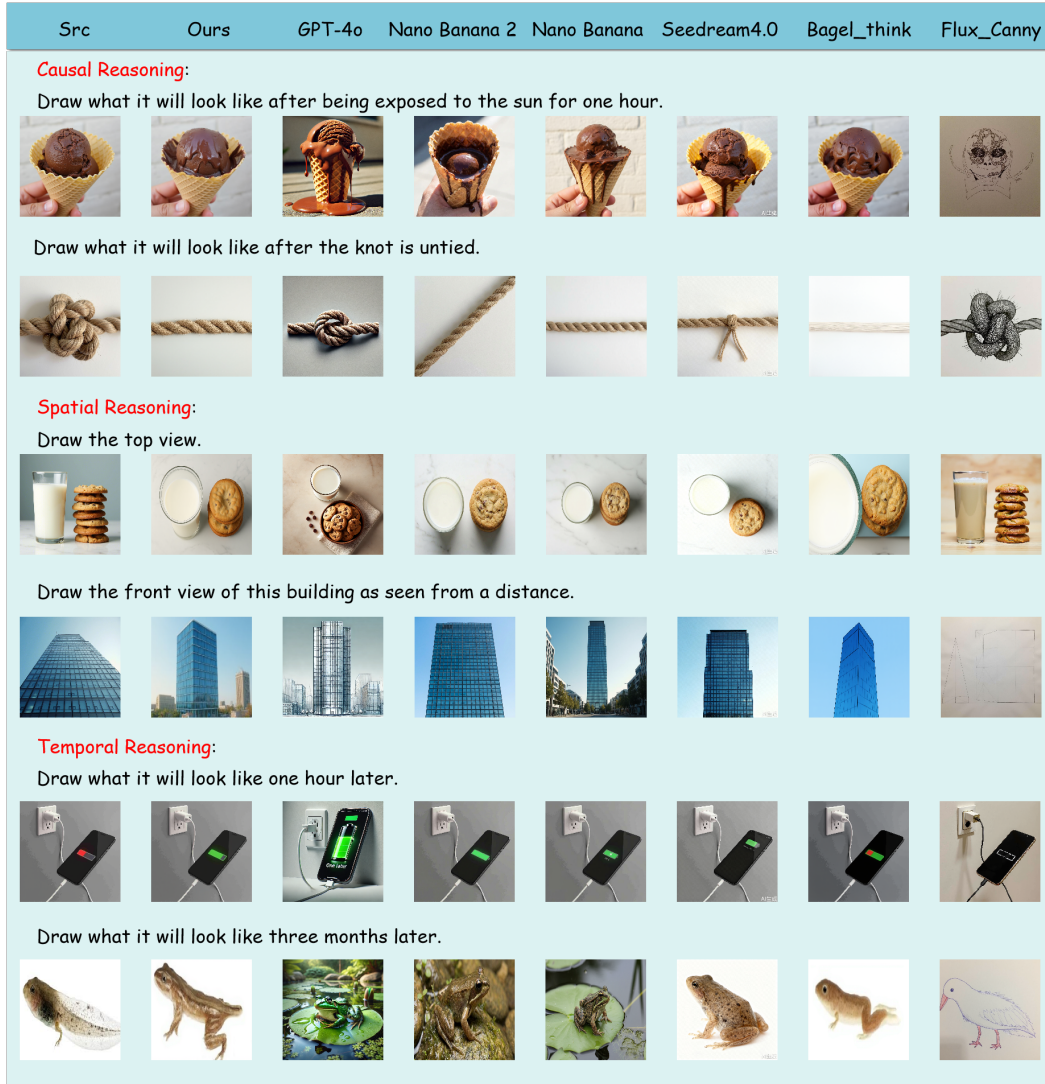 Src Ours GPT-4o Nano Banana 2 Nano Banana Seedream4.0 Bagel_think Flux_Canny
Causal Reasoning:
Draw what it will look like after being exposed to the sun for one hour.
Draw what it will look like after the knot is untied.
Spatial Reasoning:
Draw the top view.
Draw the front view of this building as seen from a distance.
Temporal Reasoning:
Draw what it will look like one hour later.
Draw what it will look like three months later.